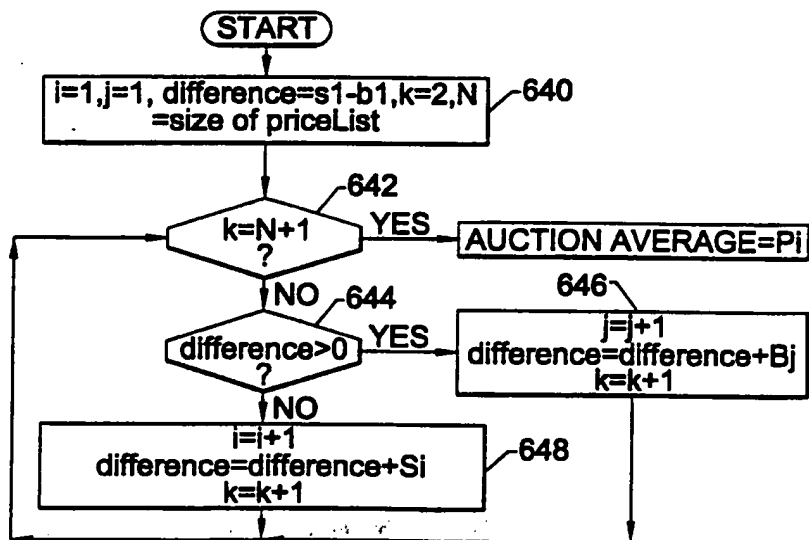 START
i=1,j=1, difference=s1-b1,k=2,N
=size of priceList
640
642
k=N+1
?
YES
AUCTION AVERAGE=Pi
NO
644
646
difference>0
?
YES
j=j+1
difference=difference+Bj
k=k+1
NO
i=i+1
difference=difference+Si
k=k+1
648